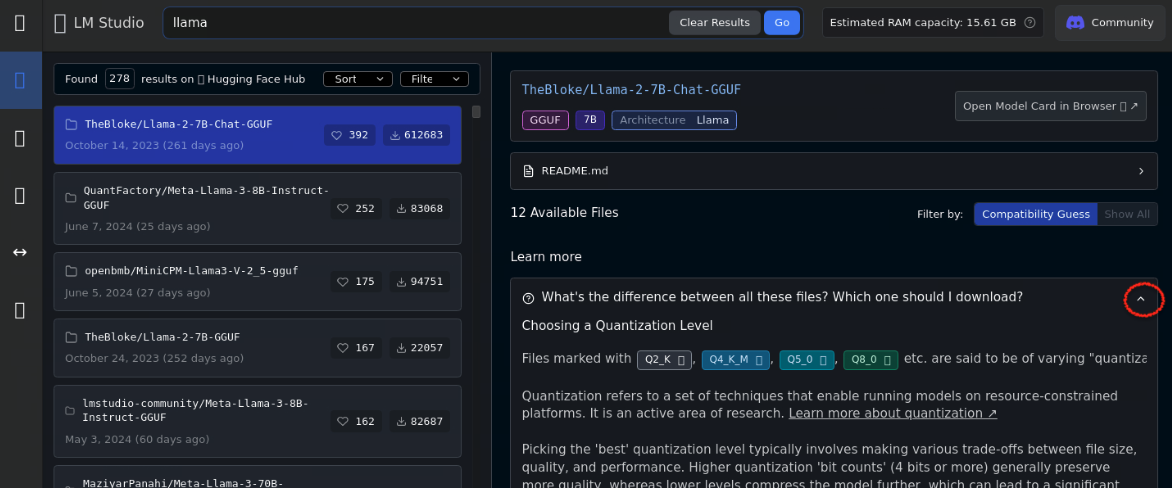 LM Studio
llama
Clear Results
Go
Estimated RAM capacity: 15.61 GB
Community
Found 278 results on Hugging Face Hub
Sort
Filte
TheBloke/Llama-2-7B-Chat-GGUF
October 14, 2023 (261 days ago)
392
612683
QuantFactory/Meta-Llama-3-8B-Instruct-
GGUF
June 7, 2024 (25 days ago)
252
83068
openbmb/MiniCPM-Llama3-V-2_5-gguf
June 5, 2024 (27 days ago)
175
94751
TheBloke/Llama-2-7B-GGUF
October 24, 2023 (252 days ago)
167
22057
lmstudio-community/Meta-Llama-3-8B-
Instruct-GGUF
May 3, 2024 (60 days ago)
162
82687
MaziyarPanahi/Meta-Llama-3-70B-
TheBloke/Llama-2-7B-Chat-GGUF
GGUF 7B Architecture Llama
Open Model Card in Browser ↗
README.md
12 Available Files
Filter by: Compatibility Guess Show All
Learn more
What's the difference between all these files? Which one should I download?
Choosing a Quantization Level
Files marked with Q2_K , Q4_K_M , Q5_0 , Q8_0 etc. are said to be of varying "quantiza
Quantization refers to a set of techniques that enable running models on resource-constrained
platforms. It is an active area of research. Learn more about quantization ↗
Picking the 'best' quantization level typically involves making various trade-offs between file size,
quality, and performance. Higher quantization 'bit counts' (4 bits or more) generally preserve
more quality, whereas lower levels compress the model further, which can lead to a significant